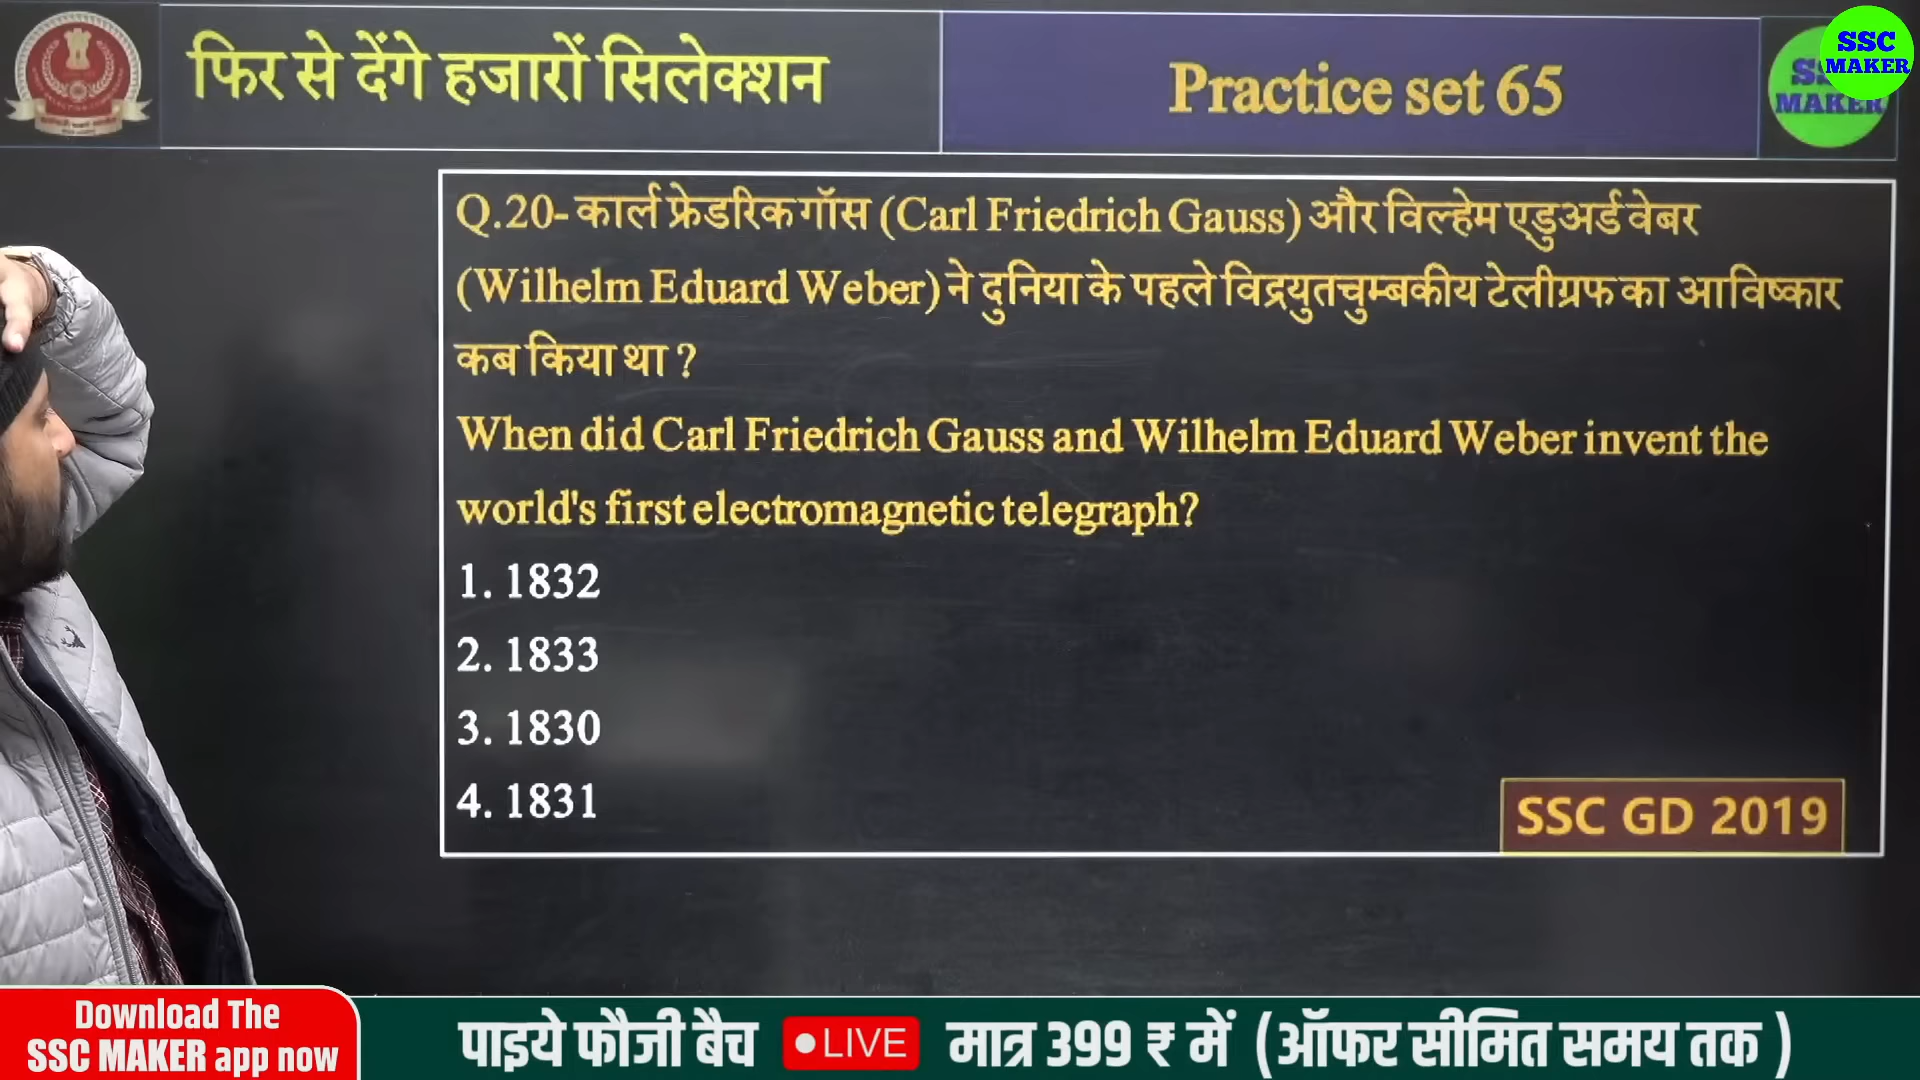 फिर से देंगे हजारों सिलेक्शन
Practice set 65
SSC
MAKER
MAKER
Q.20- कार्ल फ्रेडरिक गॉस (Carl Friedrich Gauss) और विल्हेम एडुअर्ड वेबर
(Wilhelm Eduard Weber) ने दुनिया के पहले विद्रयुतचुम्बकीय टेलीग्रफ का आविष्कार
कब किया था ?
When did Carl Friedrich Gauss and Wilhelm Eduard Weber invent the
world's first electromagnetic telegraph?
1. 1832
2. 1833
3. 1830
4. 1831
SSC GD 2019
Download The
SSC MAKER app now
पाइये फौजी बैच LIVE मात्र 399 ₹ में (ऑफर सीमित समय तक )